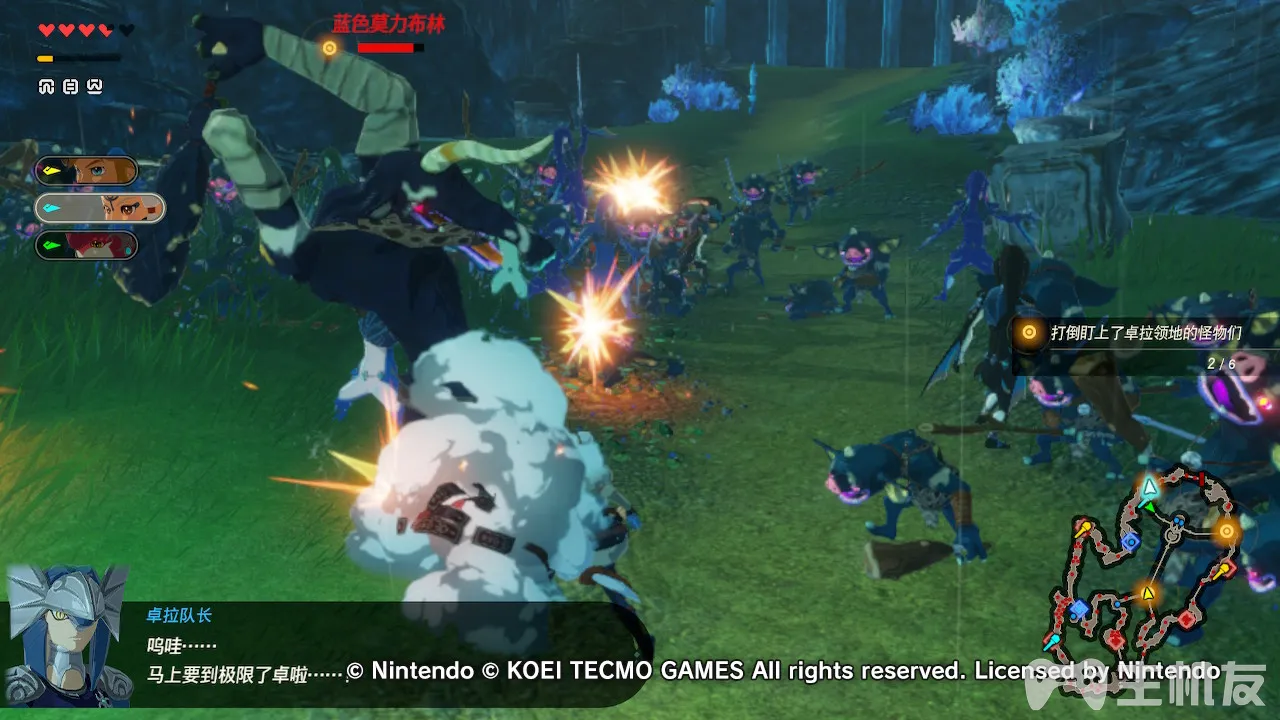 蓝色莫力布林
打倒盯上了卓拉领地的怪物们
2 / 6
卓拉队长
呜哇……
马上要到极限了卓啦……！
© Nintendo © KOEI TECMO GAMES All rights reserved. Licensed by Nintendo
主机友